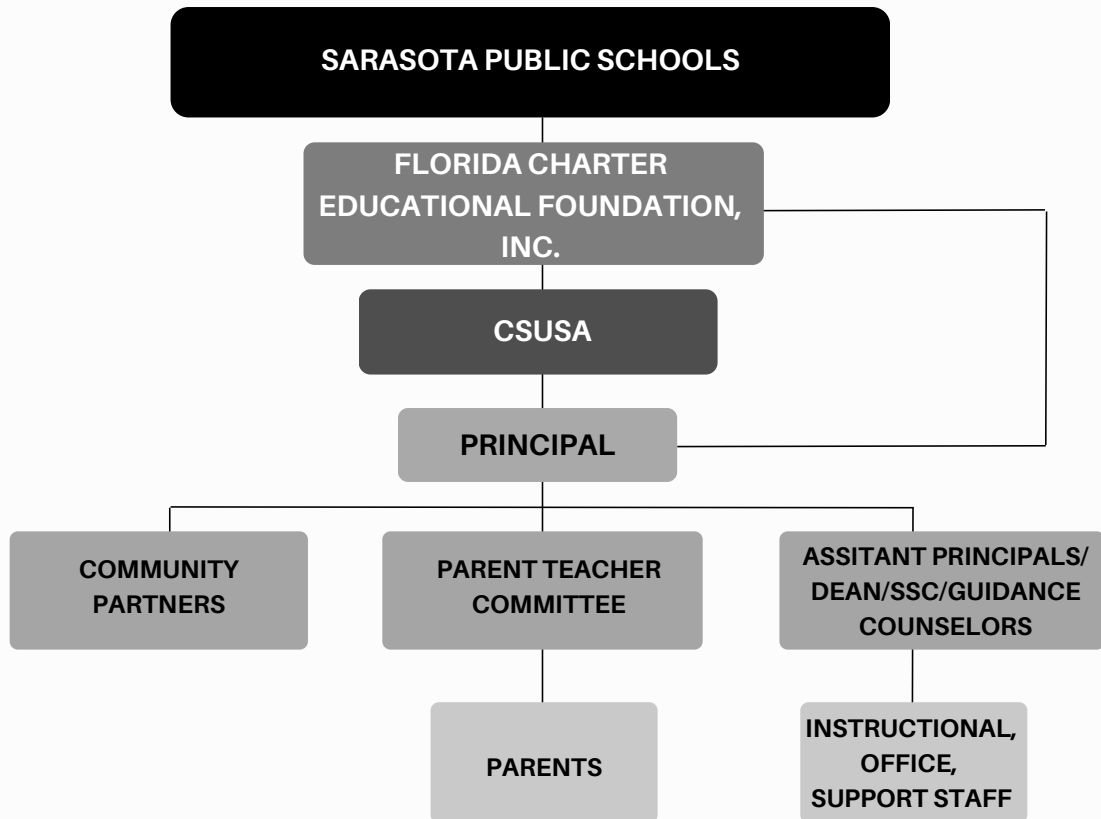 SARASOTA PUBLIC SCHOOLS
FLORIDA CHARTER
EDUCATIONAL FOUNDATION,
INC.
CSUSA
PRINCIPAL
COMMUNITY
PARTNERS
PARENT TEACHER
COMMITTEE
ASSITANT PRINCIPALS/
DEAN/SSC/GUIDANCE
COUNSELORS
PARENTS
INSTRUCTIONAL,
OFFICE,
SUPPORT STAFF